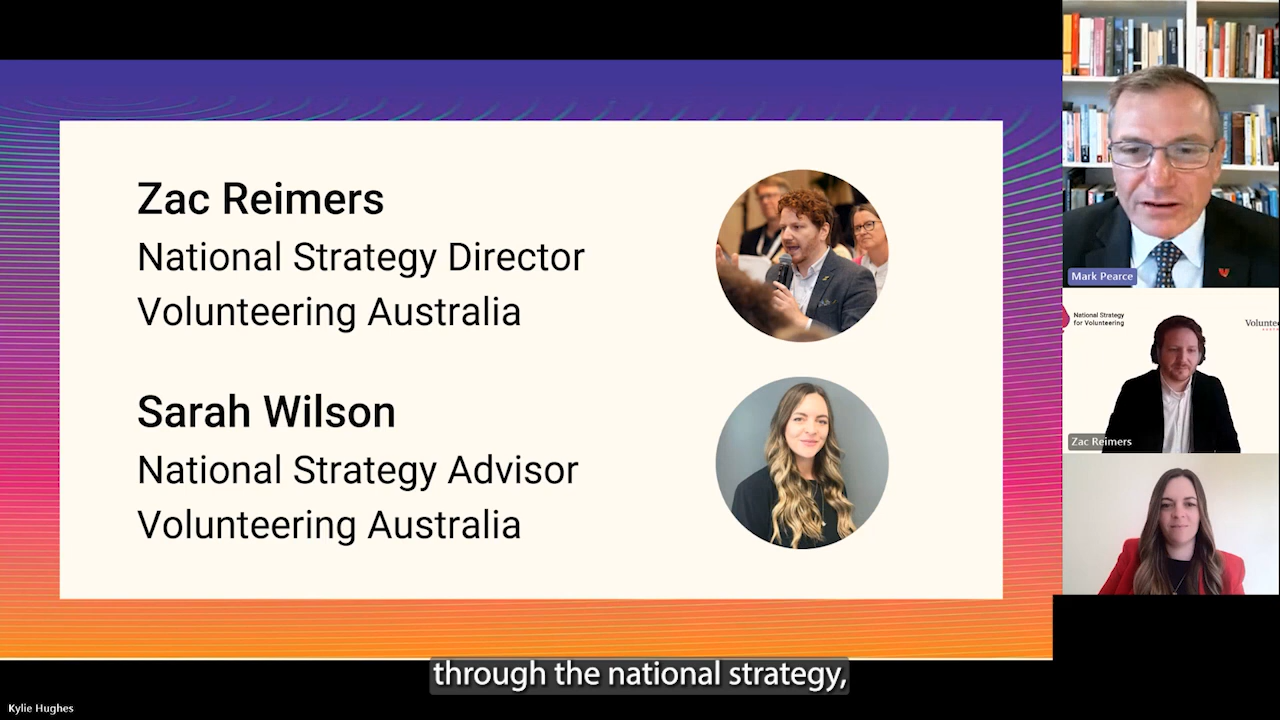 Zac Reimers
National Strategy Director
Volunteering Australia
Sarah Wilson
National Strategy Advisor
Volunteering Australia
Mark Pearce
National Strategy
for Volunteering
Zac Reimers
through the national strategy,
Kylie Hughes